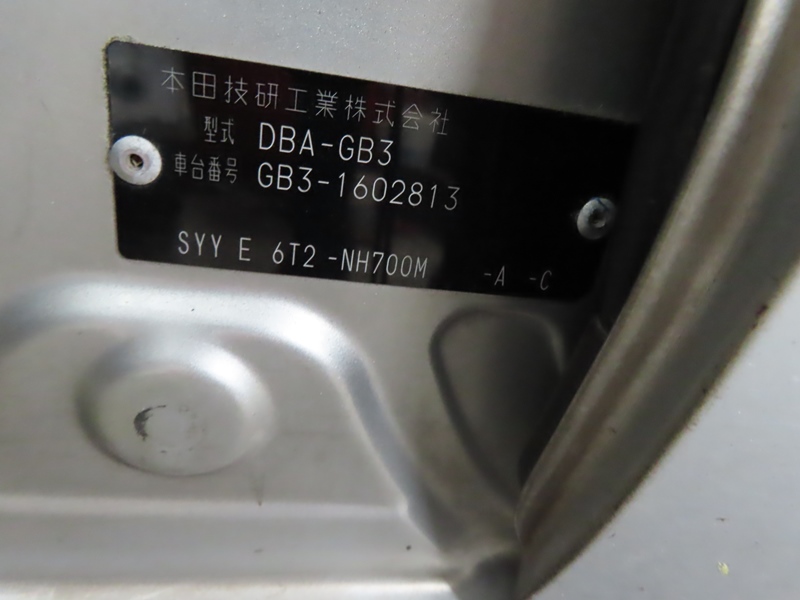 本田技研工業株式会社
型式 DBA-GB3
車台番号 GB3-1602813
SYY E 6T2 -NH700M -A -C